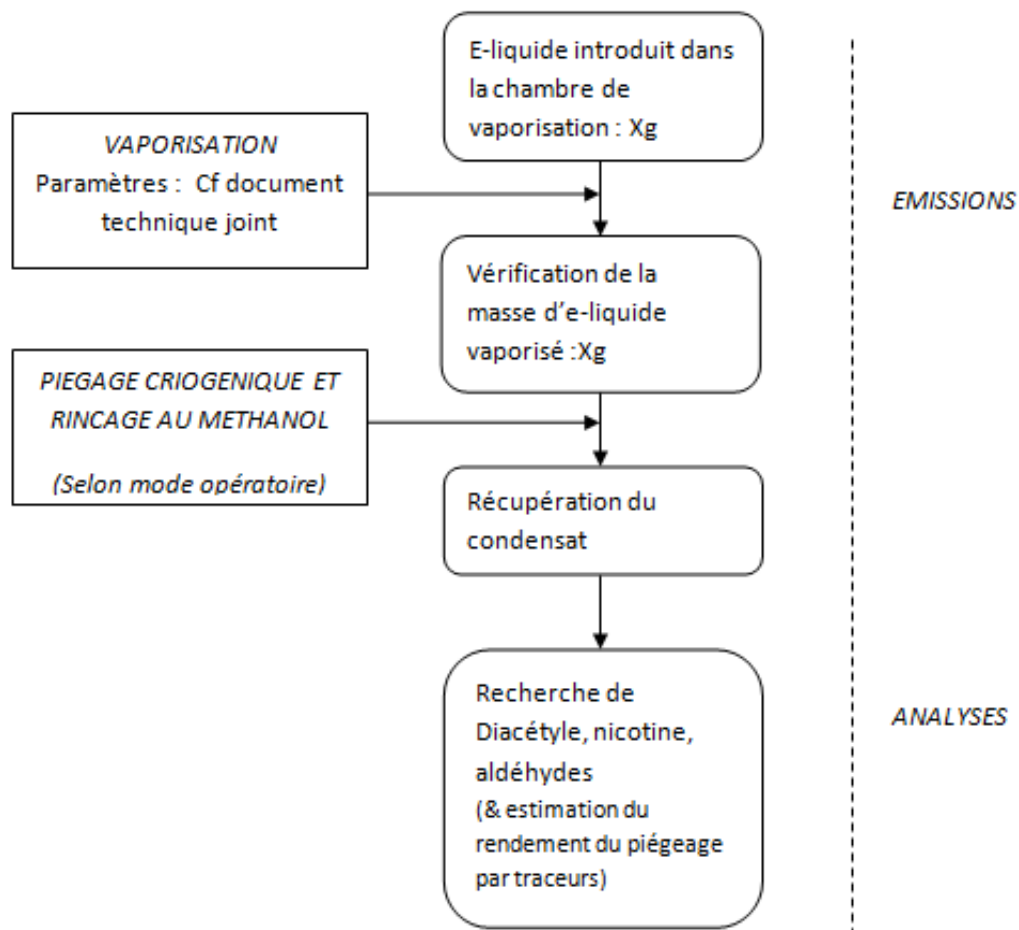 E-liquide introduit dans
la chambre de
vaporisation : Xg
VAPORISATION
Paramètres : Cf document
technique joint
EMISSIONS
Vérification de la
masse d'e-liquide
vaporisé :Xg
PIEGAGE CRIOGENIQUE ET
RINCAGE AU METHANOL
(Selon mode opératoire)
Récupération du
condensat
Recherche de
Diacétyle, nicotine,
aldéhydes
(& estimation du
rendement du piégeage
par traceurs)
ANALYSES